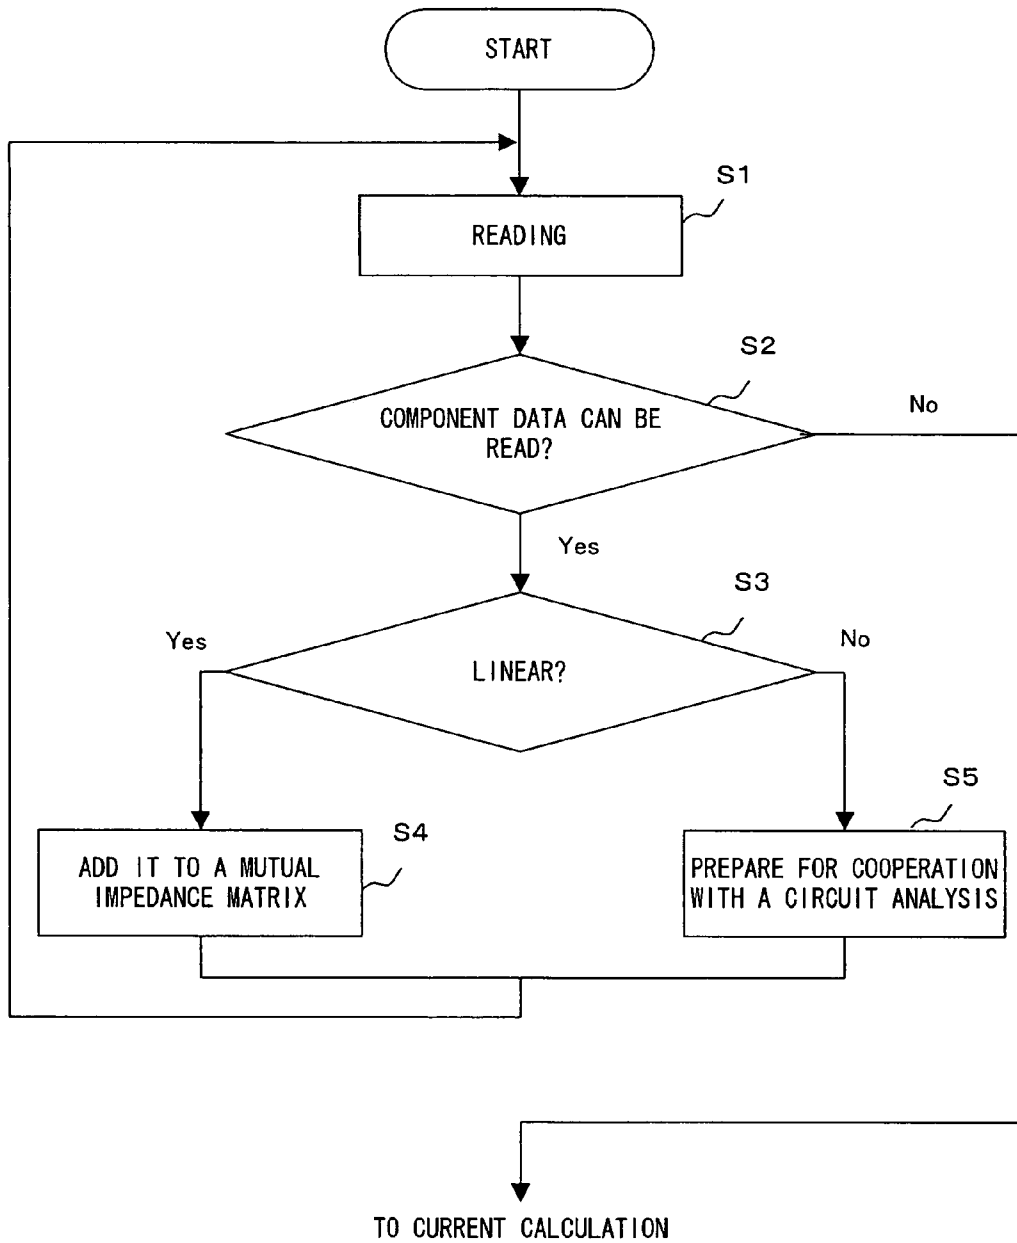 START
S1
READING
S2
COMPONENT DATA CAN BE
READ?
No
Yes
S3
Yes
No
LINEAR?
S4
S5
ADD IT TO A MUTUAL
IMPEDANCE MATRIX
PREPARE FOR COOPERATION
WITH A CIRCUIT ANALYSIS
TO CURRENT CALCULATION